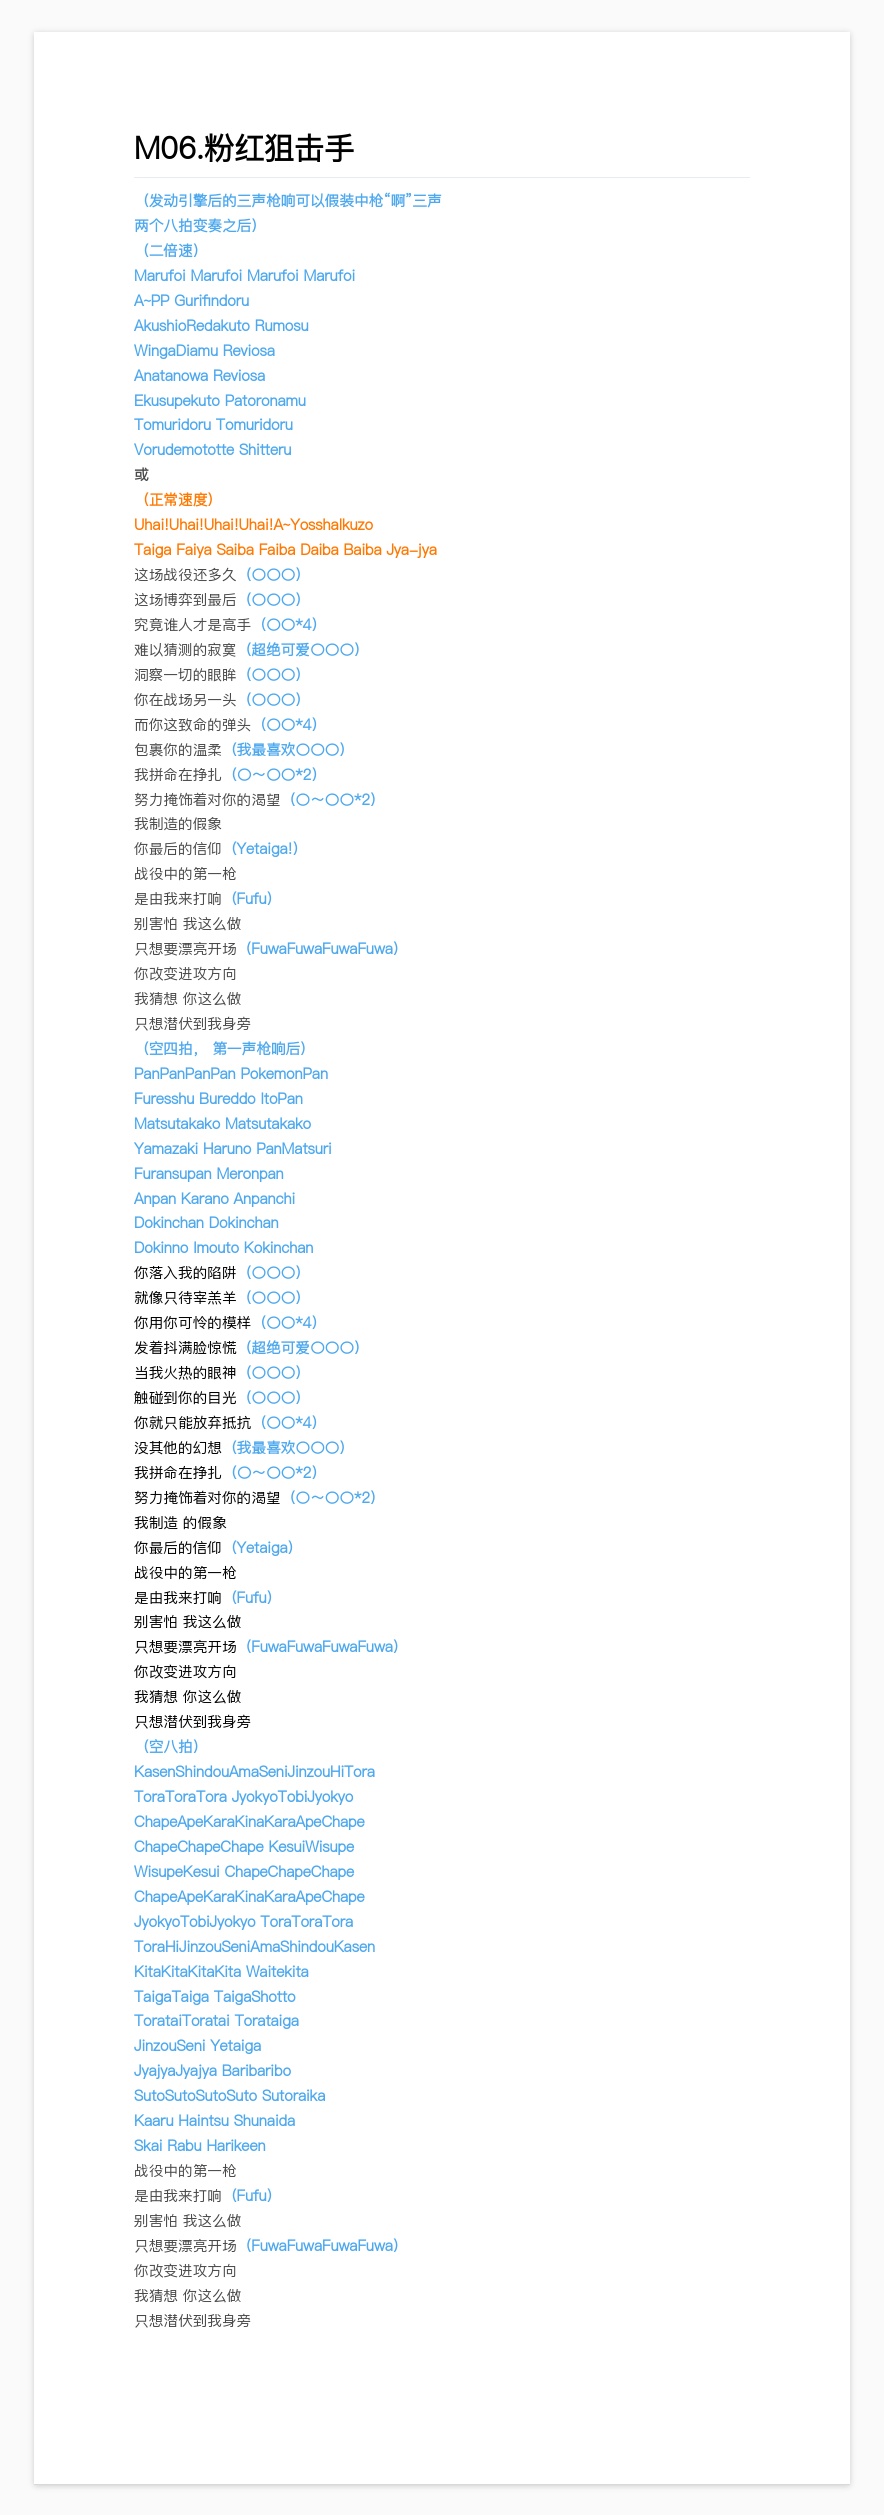 M06.粉红狙击手
（发动引擎后的三声枪响可以假装中枪“啊”三声
两个八拍变奏之后）
（二倍速）
Marufoi Marufoi Marufoi Marufoi
A~PP Gurifindoru
AkushioRedakuto Rumosu
WingaDiamu Reviosa
Anatanowa Reviosa
Ekusupekuto Patoronamu
Tomuridoru Tomuridoru
Vorudemototte Shitteru
或
（正常速度）
Uhai!Uhai!Uhai!Uhai!A~YosshaIkuzo
Taiga Faiya Saiba Faiba Daiba Baiba Jya-jya
这场战役还多久（〇〇〇）
这场博弈到最后（〇〇〇）
究竟谁人才是高手（〇〇*4）
难以猜测的寂寞（超绝可爱〇〇〇）
洞察一切的眼眸（〇〇〇）
你在战场另一头（〇〇〇）
而你这致命的弹头（〇〇*4）
包裹你的温柔（我最喜欢〇〇〇）
我拼命在挣扎（〇～〇〇*2）
努力掩饰着对你的渴望（〇～〇〇*2）
我制造的假象
你最后的信仰（Yetaiga!）
战役中的第一枪
是由我来打响（Fufu）
别害怕 我这么做
只想要漂亮开场（FuwaFuwaFuwaFuwa）
你改变进攻方向
我猜想 你这么做
只想潜伏到我身旁
（空四拍， 第一声枪响后）
PanPanPanPan PokemonPan
Furesshu Bureddo ItoPan
Matsutakako Matsutakako
Yamazaki Haruno PanMatsuri
Furansupan Meronpan
Anpan Karano Anpanchi
Dokinchan Dokinchan
Dokinno Imouto Kokinchan
你落入我的陷阱（〇〇〇）
就像只待宰羔羊（〇〇〇）
你用你可怜的模样（〇〇*4）
发着抖满脸惊慌（超绝可爱〇〇〇）
当我火热的眼神（〇〇〇）
触碰到你的目光（〇〇〇）
你就只能放弃抵抗（〇〇*4）
没其他的幻想（我最喜欢〇〇〇）
我拼命在挣扎（〇～〇〇*2）
努力掩饰着对你的渴望（〇～〇〇*2）
我制造 的假象
你最后的信仰（Yetaiga）
战役中的第一枪
是由我来打响（Fufu）
别害怕 我这么做
只想要漂亮开场（FuwaFuwaFuwaFuwa）
你改变进攻方向
我猜想 你这么做
只想潜伏到我身旁
（空八拍）
KasenShindouAmaSeniJinzouHiTora
ToraToraTora JyokyoTobiJyokyo
ChapeApeKaraKinaKaraApeChape
ChapeChapeChape KesuiWisupe
WisupeKesui ChapeChapeChape
ChapeApeKaraKinaKaraApeChape
JyokyoTobiJyokyo ToraToraTora
ToraHiJinzouSeniAmaShindouKasen
KitaKitaKitaKita Waitekita
TaigaTaiga TaigaShotto
TorataiToratai Torataiga
JinzouSeni Yetaiga
JyajyaJyajya Baribaribo
SutoSutoSutoSuto Sutoraika
Kaaru Haintsu Shunaida
Skai Rabu Harikeen
战役中的第一枪
是由我来打响（Fufu）
别害怕 我这么做
只想要漂亮开场（FuwaFuwaFuwaFuwa）
你改变进攻方向
我猜想 你这么做
只想潜伏到我身旁